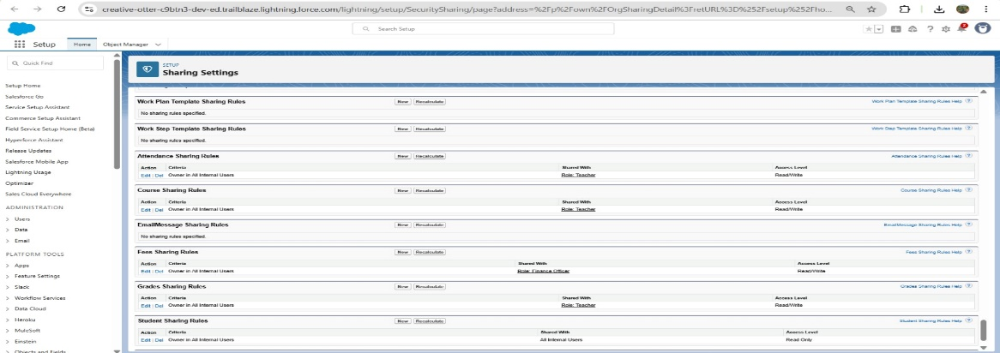 creative-otter-c9btn3-dev-ed.trailblaze.lightning.force.com/lightning/setup/SecuritySharing/page?address=%2Fp%2Fown%2FOrgSharingDetail%3FretURL%3D%252Fsetup%252Fho...
Search Setup
Setup Home Object Manager
Quick Find
Setup Home
Salesforce Go
Service Setup Assistant
Commerce Setup Assistant
Field Service Setup Home (Beta)
Hyperforce Assistant
Release Updates
Salesforce Mobile App
Lightning Usage
Optimizer
Sales Cloud Everywhere
ADMINISTRATION
> Users
> Data
> Email
PLATFORM TOOLS
> Apps
> Feature Settings
> Slack
> Workflow Services
> Data Cloud
> Heroku
> MuleSoft
> Einstein
> Objects and Fields
SETUP
Sharing Settings
Work Plan Template Sharing Rules New Recalculate Work Plan Template Sharing Rules Help ?
No sharing rules specified.
Work Step Template Sharing Rules New Recalculate Work Step Template Sharing Rules Help ?
No sharing rules specified.
Attendance Sharing Rules New Recalculate Attendance Sharing Rules Help ?
Action Criteria Shared With Access Level
Edit | Del Owner in All Internal Users Role: Teacher Read/Write
Course Sharing Rules New Recalculate Course Sharing Rules Help ?
Action Criteria Shared With Access Level
Edit | Del Owner in All Internal Users Role: Teacher Read/Write
EmailMessage Sharing Rules New Recalculate EmailMessage Sharing Rules Help ?
No sharing rules specified.
Fees Sharing Rules New Recalculate Fees Sharing Rules Help ?
Action Criteria Shared With Access Level
Edit | Del Owner in All Internal Users Role: Finance Officer Read/Write
Grades Sharing Rules New Recalculate Grades Sharing Rules Help ?
Action Criteria Shared With Access Level
Edit | Del Owner in All Internal Users Role: Teacher Read/Write
Student Sharing Rules New Recalculate Student Sharing Rules Help ?
Action Criteria Shared With Access Level
Edit | Del Owner in All Internal Users All Internal Users Read Only